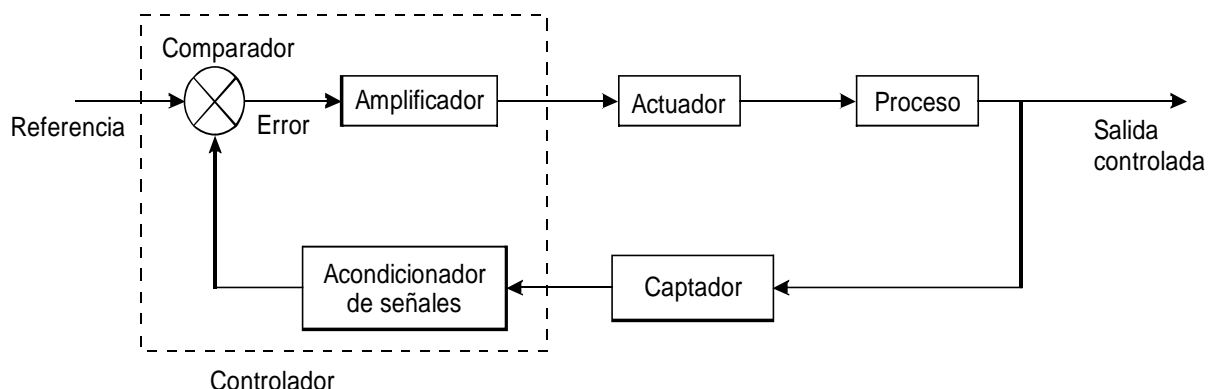 Comparador
Referencia
Error
Amplificador
Actuador
Proceso
Salida
controlada
Acondicionador
de señales
Captador
Controlador